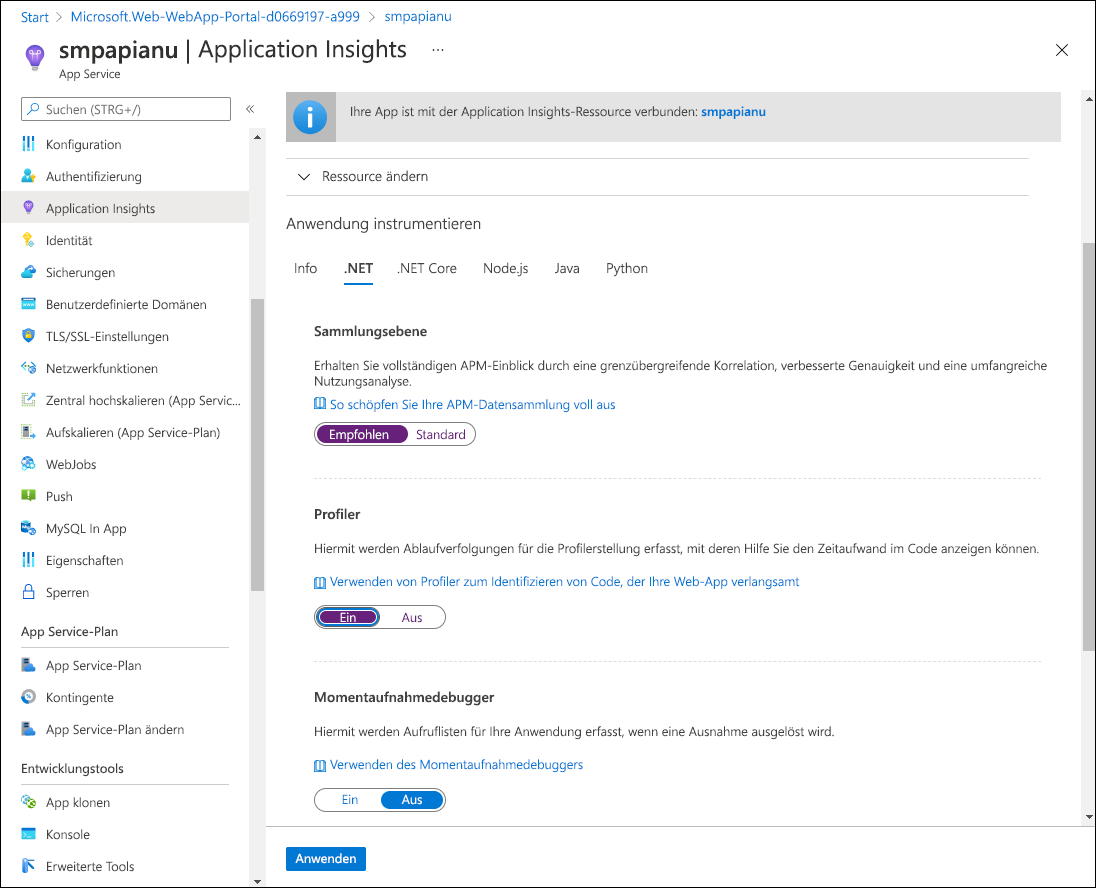 Start > Microsoft.Web-WebApp-Portal-d0669197-a999 > smpapianu
smpapianu | Application Insights ...
App Service
Suchen (STRG+/) «
Konfiguration
Authentifizierung
Application Insights
Identität
Sicherungen
Benutzerdefinierte Domänen
TLS/SSL-Einstellungen
Netzwerkfunktionen
Zentral hochskalieren (App Servic...
Aufskalieren (App Service-Plan)
WebJobs
Push
MySQL In App
Eigenschaften
Sperren
App Service-Plan
App Service-Plan
Kontingente
App Service-Plan ändern
Entwicklungstools
App klonen
Konsole
Erweiterte Tools
Ihre App ist mit der Application Insights-Ressource verbunden: smpapianu
Ressource ändern
Anwendung instrumentieren
Info .NET .NET Core Node.js Java Python
Sammlungsebene
Erhalten Sie vollständigen APM-Einblick durch eine grenzübergreifende Korrelation, verbesserte Genauigkeit und eine umfangreiche
Nutzungsanalyse.
So schöpfen Sie Ihre APM-Datensammlung voll aus
Empfohlen Standard
Profiler
Hiermit werden Ablaufverfolgungen für die Profilerstellung erfasst, mit deren Hilfe Sie den Zeitaufwand im Code anzeigen können.
Verwenden von Profiler zum Identifizieren von Code, der Ihre Web-App verlangsamt
Ein Aus
Momentaufnahmedebugger
Hiermit werden Aufruflisten für Ihre Anwendung erfasst, wenn eine Ausnahme ausgelöst wird.
Verwenden des Momentaufnahmedebuggers
Ein Aus
Anwenden